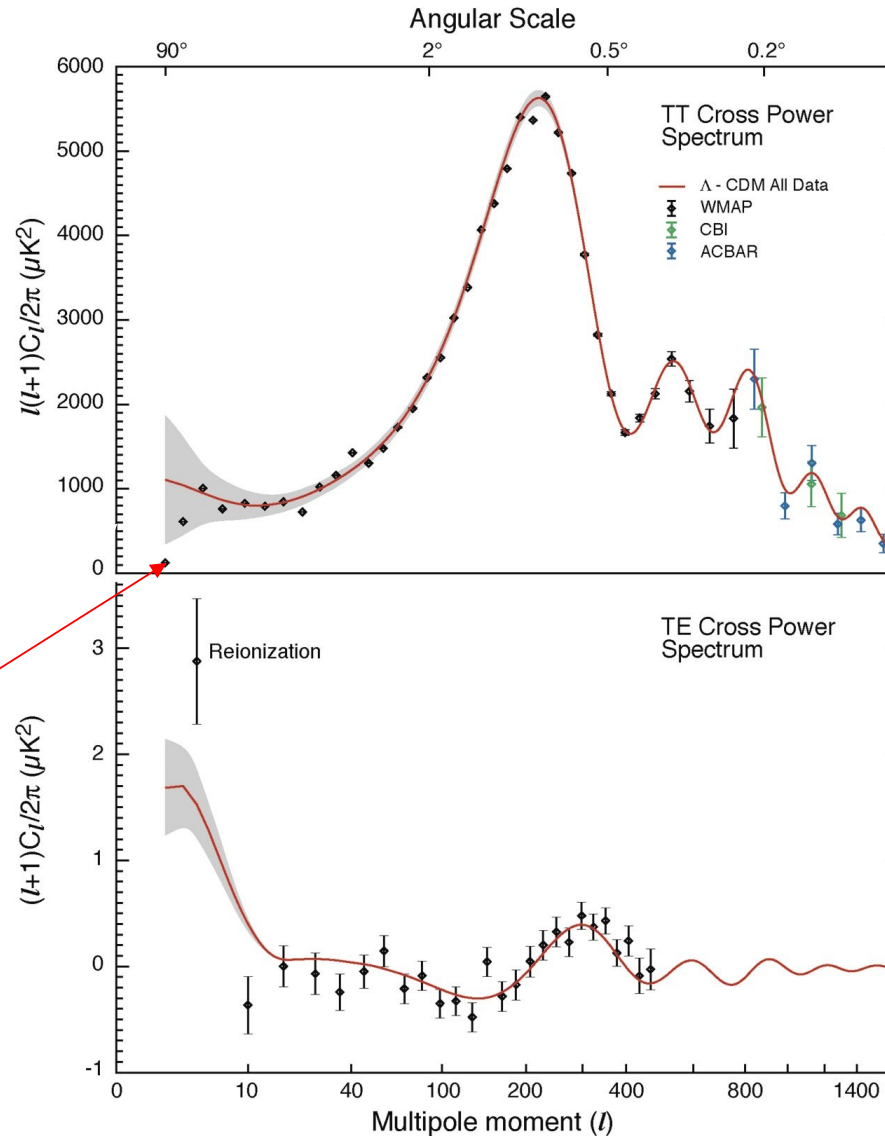 Angular Scale
90° 2° 0.5° 0.2°
6000
5000
4000
3000
2000
1000
0
l(l+1)Cl/2π (μK²)
TT Cross Power
Spectrum
Λ - CDM All Data
WMAP
CBI
ACBAR
3
2
1
0
-1
(l+1)Cl/2π (μK²)
Reionization
TE Cross Power
Spectrum
0 10 40 100 200 400 800 1400
Multipole moment (l)